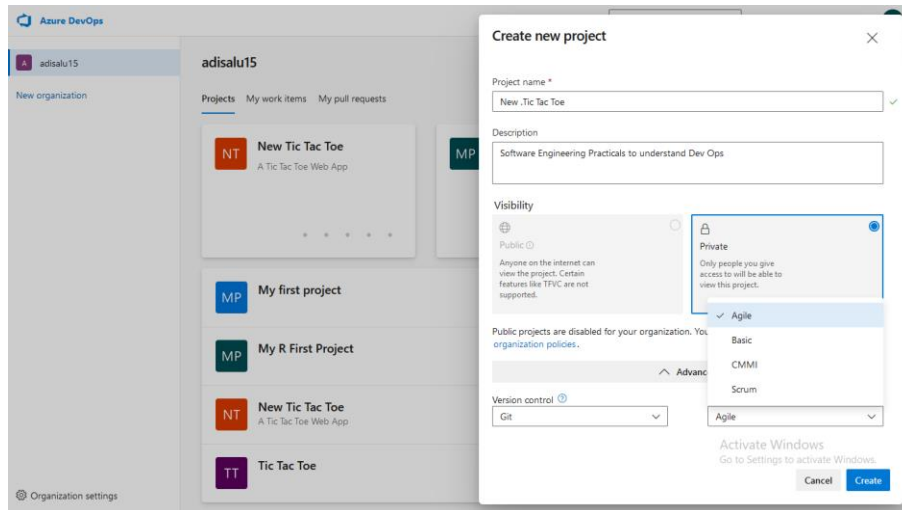 Azure DevOps
A adisalu15
New organization
Organization settings
adisalu15
Projects My work items My pull requests
NT New Tic Tac Toe
A Tic Tac Toe Web App
MP
MP My first project
MP My R First Project
NT New Tic Tac Toe
A Tic Tac Toe Web App
TT Tic Tac Toe
Create new project
Project name *
New .Tic Tac Toe
Description
Software Engineering Practicals to understand Dev Ops
Visibility
Public
Anyone on the internet can
view the project. Certain
features like TFVC are not
supported.
Private
Only people you give
access to will be able to
view this project.
Public projects are disabled for your organization. You
organization policies.
Advanc
Agile
Basic
CMMI
Scrum
Version control
Git
Agile
Activate Windows
Go to Settings to activate Windows.
Cancel Create